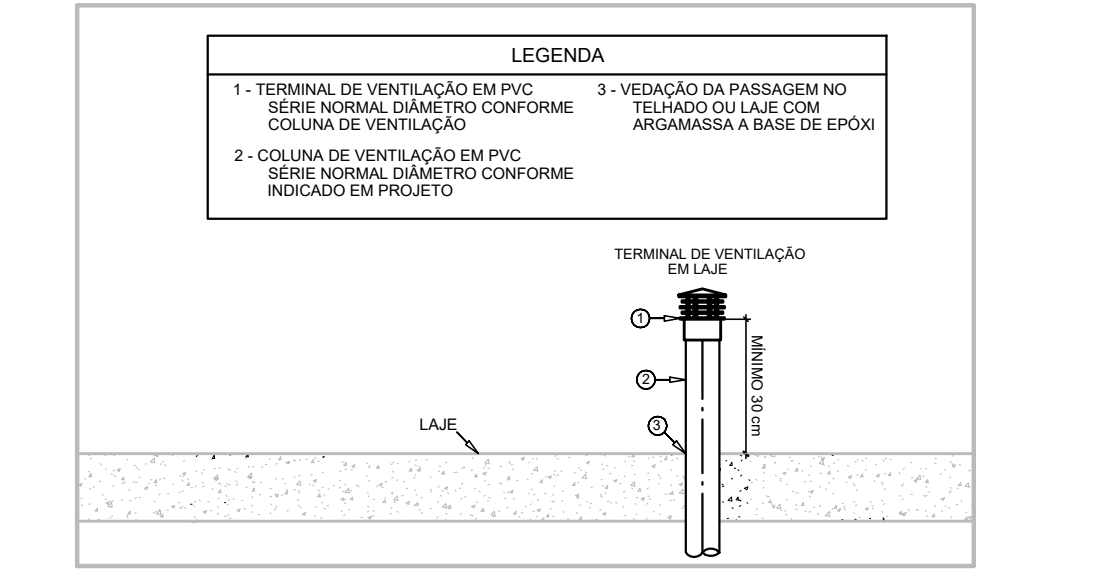 LEGENDA
1 - TERMINAL DE VENTILAÇÃO EM PVC
SÉRIE NORMAL DIÂMETRO CONFORME
COLUNA DE VENTILAÇÃO
2 - COLUNA DE VENTILAÇÃO EM PVC
SÉRIE NORMAL DIÂMETRO CONFORME
INDICADO EM PROJETO
3 - VEDAÇÃO DA PASSAGEM NO
TELHADO OU LAJE COM
ARGAMASSA A BASE DE EPÓXI
TERMINAL DE VENTILAÇÃO
EM LAJE
1
2
MÍNIMO 30 cm
3
LAJE